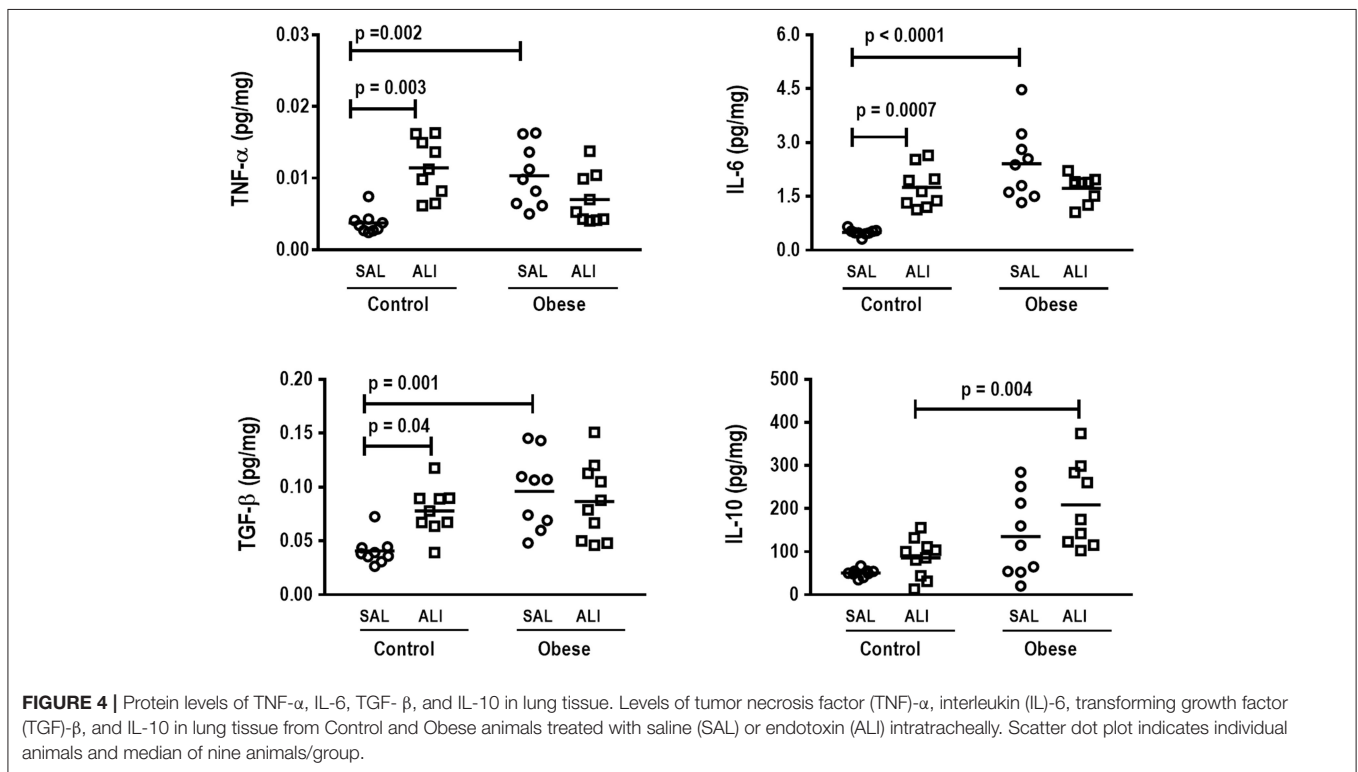 TNF-α (pg/mg)
0.03
0.02
0.01
0.00
p =0.002
p = 0.003
SAL ALI SAL ALI
Control Obese
IL-6 (pg/mg)
6.0
4.5
3.0
1.5
0.0
p < 0.0001
p = 0.0007
SAL ALI SAL ALI
Control Obese
TGF-β (pg/mg)
0.20
0.15
0.10
0.05
0.00
p = 0.001
p = 0.04
SAL ALI SAL ALI
Control Obese
IL-10 (pg/mg)
500
400
300
200
100
0
p = 0.004
SAL ALI SAL ALI
Control Obese
FIGURE 4 | Protein levels of TNF-α, IL-6, TGF- β, and IL-10 in lung tissue. Levels of tumor necrosis factor (TNF)-α, interleukin (IL)-6, transforming growth factor
(TGF)-β, and IL-10 in lung tissue from Control and Obese animals treated with saline (SAL) or endotoxin (ALI) intratracheally. Scatter dot plot indicates individual
animals and median of nine animals/group.